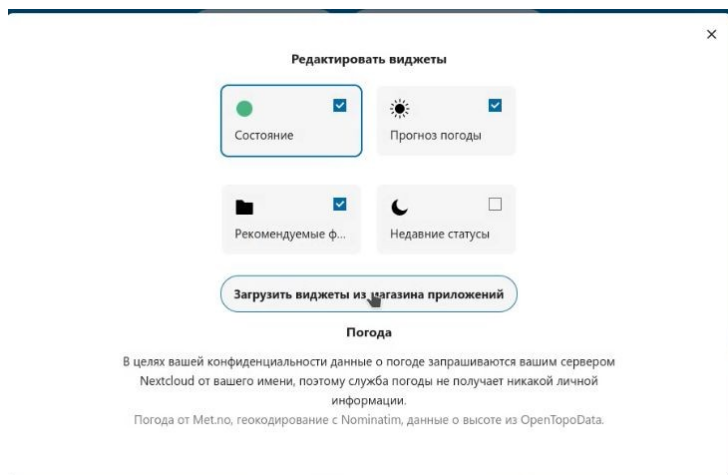 Редактировать виджеты
Состояние
Прогноз погоды
Рекомендуемые ф...
Недавние статусы
Загрузить виджеты из магазина приложений
Погода
В целях вашей конфиденциальности данные о погоде запрашиваются вашим сервером
Nextcloud от вашего имени, поэтому служба погоды не получает никакой личной
информации.
Погода от Met.no, геокодирование с Nominatim, данные о высоте из OpenTopoData.